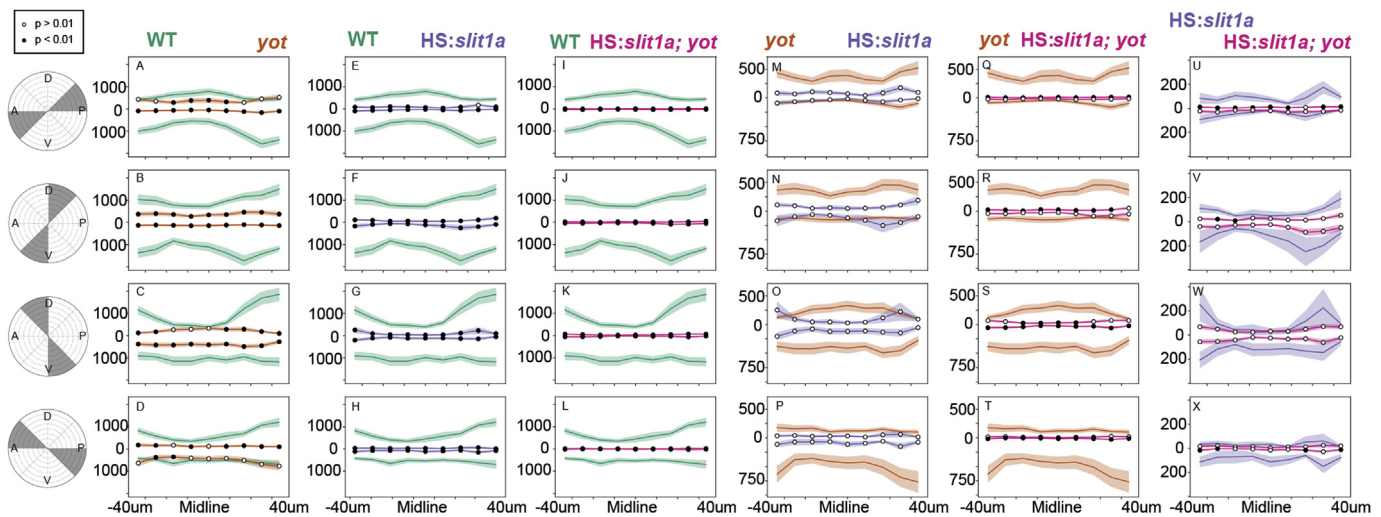 p > 0.01
p < 0.01
WT yot
WT HS:slit1a
WT HS:slit1a; yot
yot HS:slit1a
yot HS:slit1a; yot
HS:slit1a
HS:slit1a; yot
D
A P
V
A
1000
0
1000
E
1000
0
1000
I
1000
0
1000
M
500
0
750
Q
500
0
750
U
200
0
200
D
A P
V
B
1000
0
1000
F
1000
0
1000
J
1000
0
1000
N
500
0
750
R
500
0
750
V
200
0
200
D
A P
V
C
1000
0
1000
G
1000
0
1000
K
1000
0
1000
O
500
0
750
S
500
0
750
W
200
0
200
D
A P
V
D
1000
0
1000
H
1000
0
1000
L
1000
0
1000
P
500
0
750
T
500
0
750
X
200
0
200
-40um Midline 40um
-40um Midline 40um
-40um Midline 40um
-40um Midline 40um
-40um Midline 40um
-40um Midline 40um